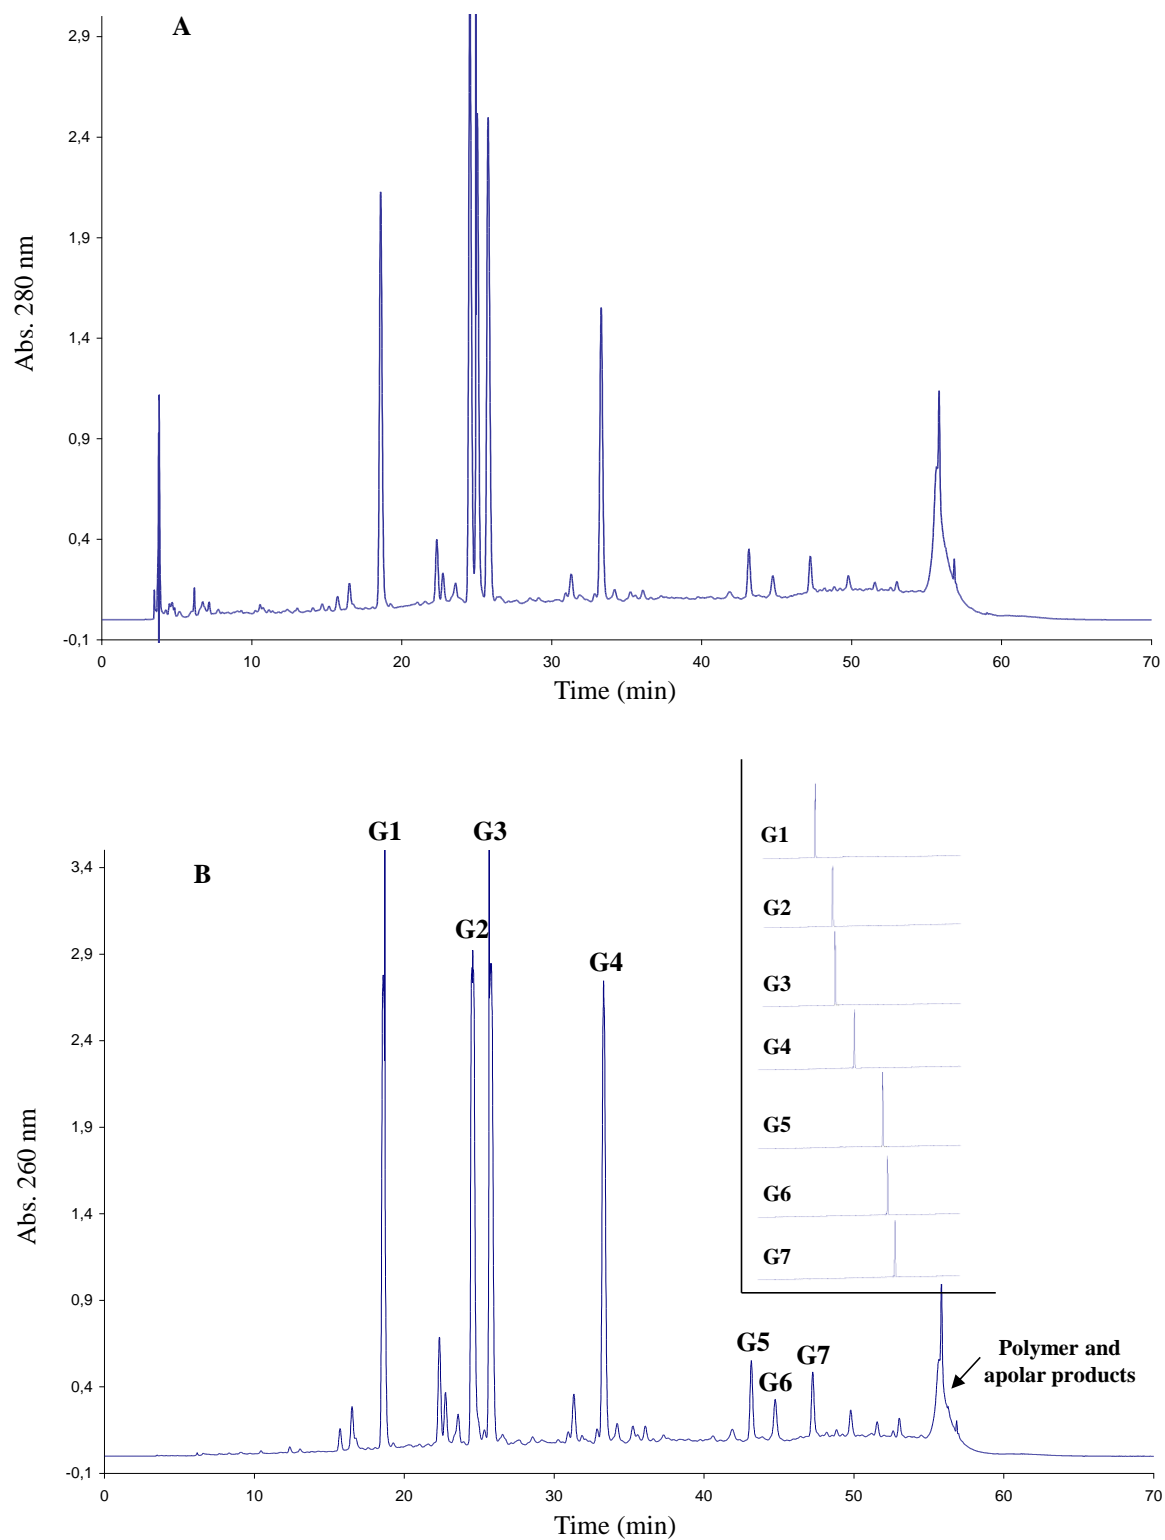 A
2,9
2,4
1,9
1,4
0,9
0,4
-0,1
Abs. 280 nm
0 10 20 30 40 50 60 70
Time (min)
B
G1 G3
G2
G4
3,4
2,9
2,4
1,9
1,4
0,9
0,4
-0,1
Abs. 260 nm
G1
G2
G3
G4
G5
G6
G7
G5
G6
G7
Polymer and
apolar products
0 10 20 30 40 50 60 70
Time (min)